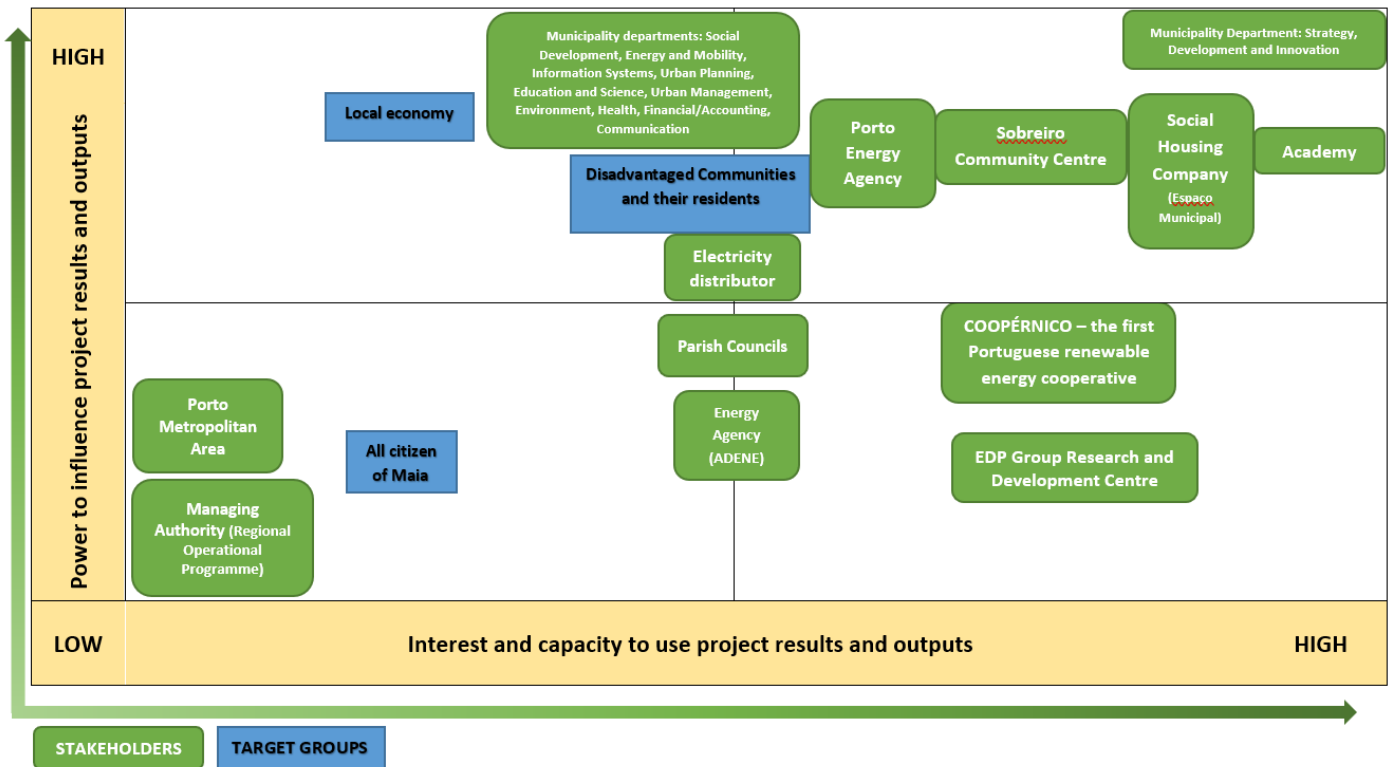 HIGH
Power to influence project results and outputs
Municipality departments: Social
Development, Energy and Mobility,
Information Systems, Urban Planning,
Education and Science, Urban Management,
Environment, Health, Financial/Accounting,
Communication
Municipality Department: Strategy,
Development and Innovation
Local economy
Disadvantaged Communities
and their residents
Porto
Energy
Agency
Sobreiro
Community Centre
Social
Housing
Company
(Espaco
Municipal)
Academy
Electricity
distributor
Parish Councils
COOPÉRNICO – the first
Portuguese renewable
energy cooperative
Porto
Metropolitan
Area
All citizen
of Maia
Energy
Agency
(ADENE)
EDP Group Research and
Development Centre
Managing
Authority (Regional
Operational
Programme)
LOW
Interest and capacity to use project results and outputs
HIGH
STAKEHOLDERS
TARGET GROUPS